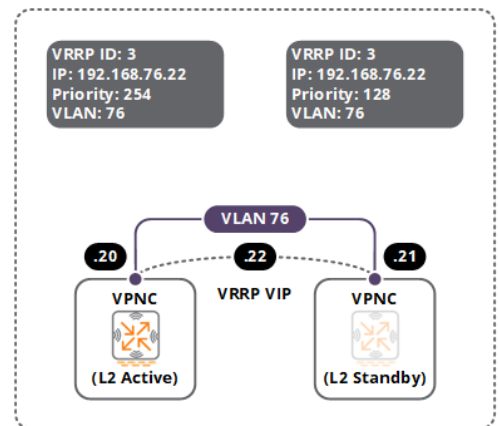 VRRP ID: 3
IP: 192.168.76.22
Priority: 254
VLAN: 76
VRRP ID: 3
IP: 192.168.76.22
Priority: 128
VLAN: 76
VLAN 76
.20
.22
.21
VPNC
VRRP VIP
VPNC
(L2 Active)
(L2 Standby)